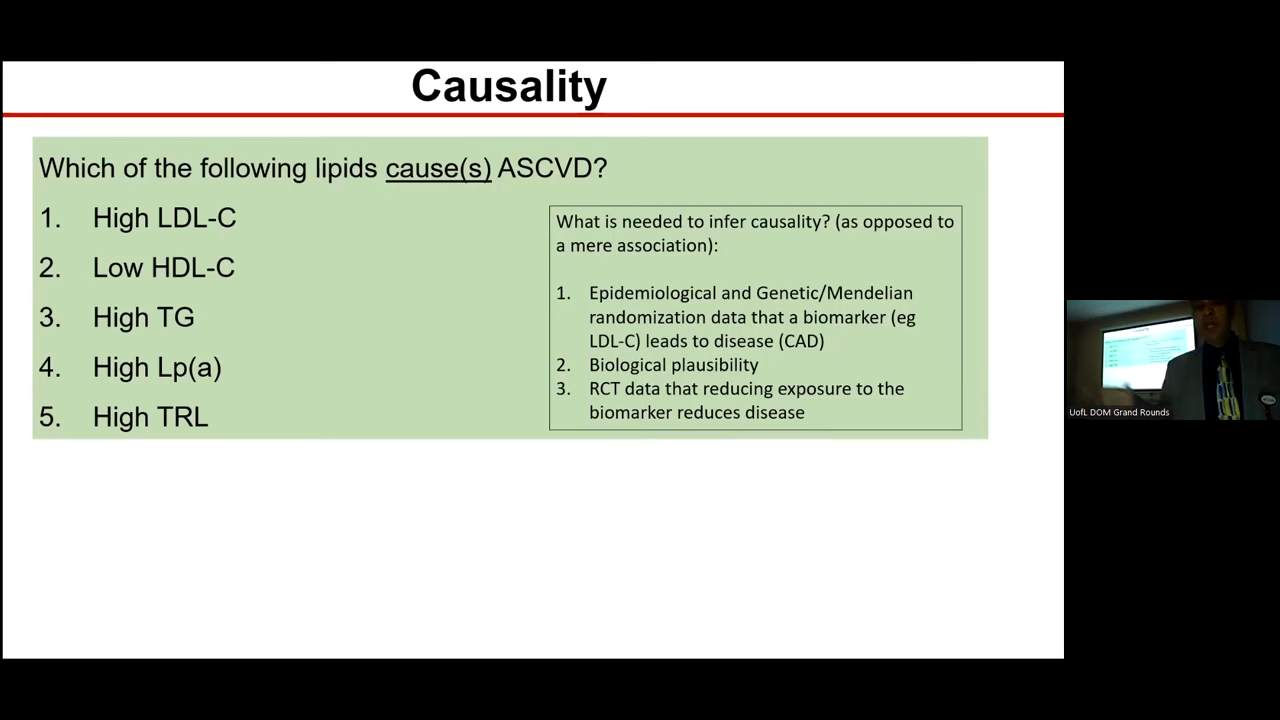 Causality
Which of the following lipids cause(s) ASCVD?
1. High LDL-C
2. Low HDL-C
3. High TG
4. High Lp(a)
5. High TRL
What is needed to infer causality? (as opposed to
a mere association):
1. Epidemiological and Genetic/Mendelian
randomization data that a biomarker (eg
LDL-C) leads to disease (CAD)
2. Biological plausibility
3. RCT data that reducing exposure to the
biomarker reduces disease
Causality
UofL DOM Grand Rounds